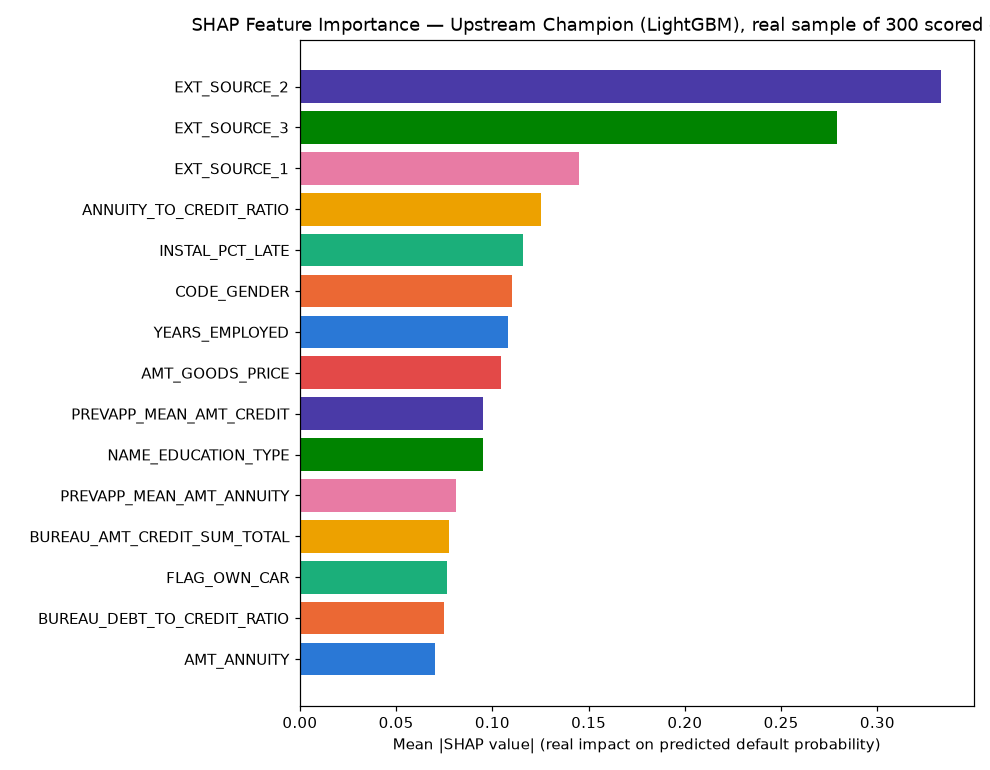 SHAP Feature Importance — Upstream Champion (LightGBM), real sample of 300 scored
EXT_SOURCE_2
EXT_SOURCE_3
EXT_SOURCE_1
ANNUITY_TO_CREDIT_RATIO
INSTAL_PCT_LATE
CODE_GENDER
YEARS_EMPLOYED
AMT_GOODS_PRICE
PREVAPP_MEAN_AMT_CREDIT
NAME_EDUCATION_TYPE
PREVAPP_MEAN_AMT_ANNUITY
BUREAU_AMT_CREDIT_SUM_TOTAL
FLAG_OWN_CAR
BUREAU_DEBT_TO_CREDIT_RATIO
AMT_ANNUITY
0.00 0.05 0.10 0.15 0.20 0.25 0.30
Mean |SHAP value| (real impact on predicted default probability)